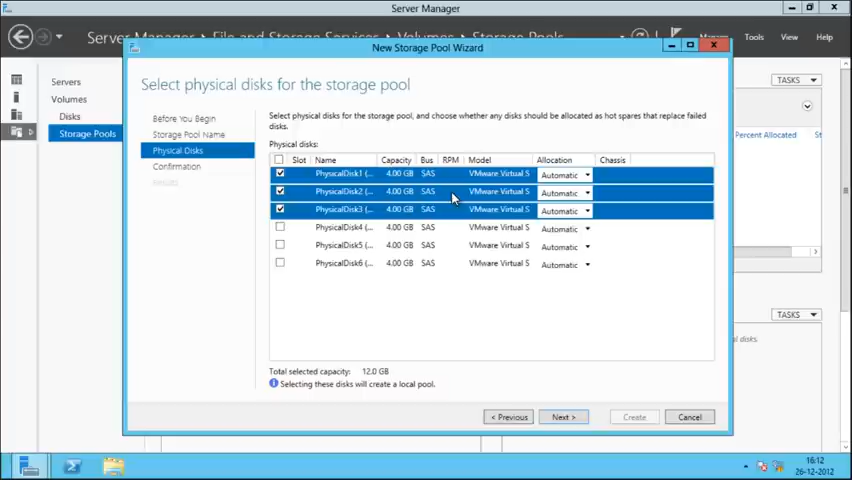 Server Manager
Server Manager File and Storage Services Volumes Storage Pools
Tools View Help
New Storage Pool Wizard
Select physical disks for the storage pool
Servers
Volumes
Disks
Storage Pools
Before You Begin
Storage Pool Name
Physical Disks
Confirmation
Results
Select physical disks for the storage pool, and choose whether any disks should be allocated as hot spares that replace failed
disks.
Physical disks:
Slot Name Capacity Bus RPM Model Allocation Chassis
PhysicalDisk1 (... 4.00 GB SAS VMware Virtual S Automatic
PhysicalDisk2 (... 4.00 GB SAS VMware Virtual S Automatic
PhysicalDisk3 (... 4.00 GB SAS VMware Virtual S Automatic
PhysicalDisk4 (... 4.00 GB SAS VMware Virtual S Automatic
PhysicalDisk5 (... 4.00 GB SAS VMware Virtual S Automatic
PhysicalDisk6 (... 4.00 GB SAS VMware Virtual S Automatic
Total selected capacity: 12.0 GB
Selecting these disks will create a local pool.
< Previous Next > Create Cancel
TASKS
Percent Allocated St
TASKS
disks.
16:12
26-12-2012